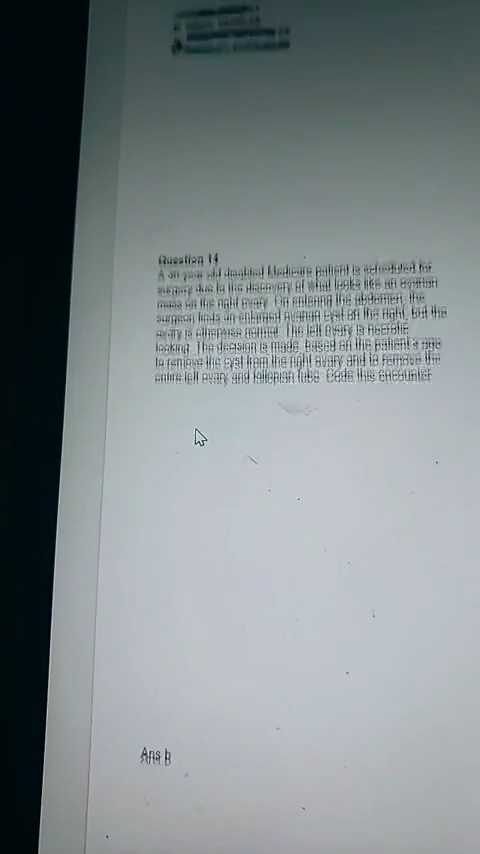 Question 14
A 30 year old disabled Medicare patient is scheduled for
surgery due to the discovery of what looks like an ovarian
mass on the right ovary. On entering the abdomen, the
surgeon finds an enlarged ovarian cyst on the right, but the
ovary is otherwise normal. The left ovary is necrotic
looking. The decision is made, based on the patient's age
to remove the cyst from the right ovary and to remove the
entire left ovary and fallopian tube. Code this encounter
Ans b